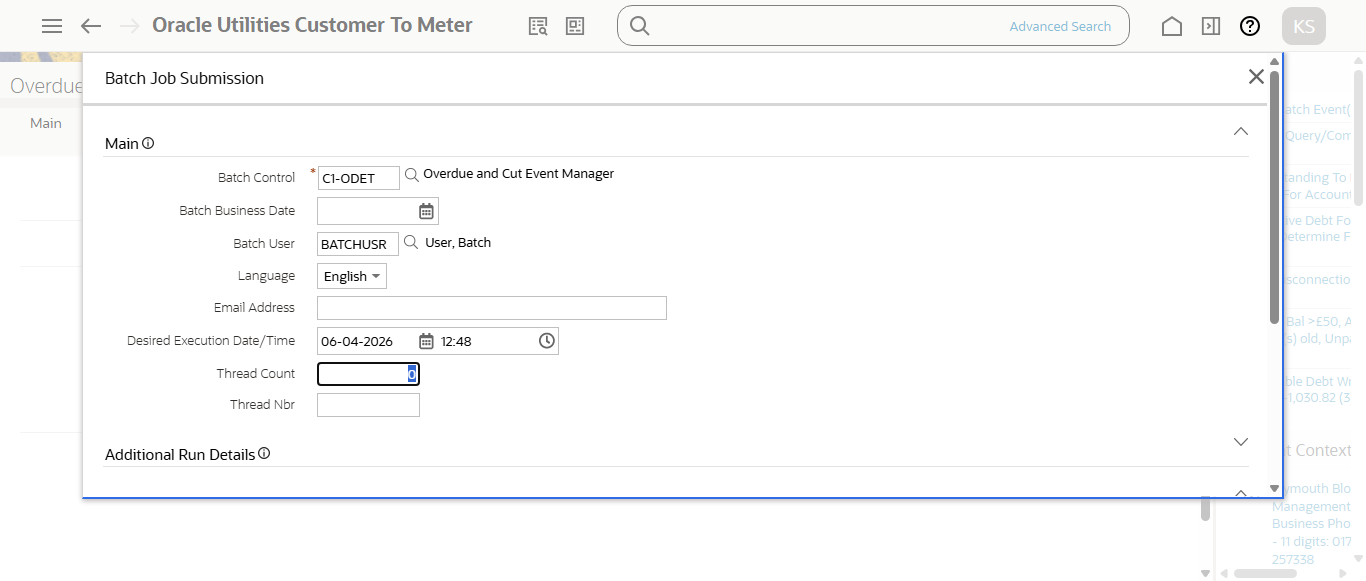 Oracle Utilities Customer To Meter
Advanced Search
KS
Overdue
Main
Batch Job Submission
Main
Batch Control * C1-ODET Overdue and Cut Event Manager
Batch Business Date
Batch User BATCHUSR User, Batch
Language English
Email Address
Desired Execution Date/Time 06-04-2026 12:48
Thread Count 0
Thread Nbr
Additional Run Details
atch Event(
Query/Com
tanding To
For Account
ive Debt Fo
etermine F
sconnectio
Bal >£50, A
s) old, Unpa
ble Debt Wr
1,030.82 (3
t Context
ymouth Blo
Management
Business Pho
- 11 digits: 017
257338